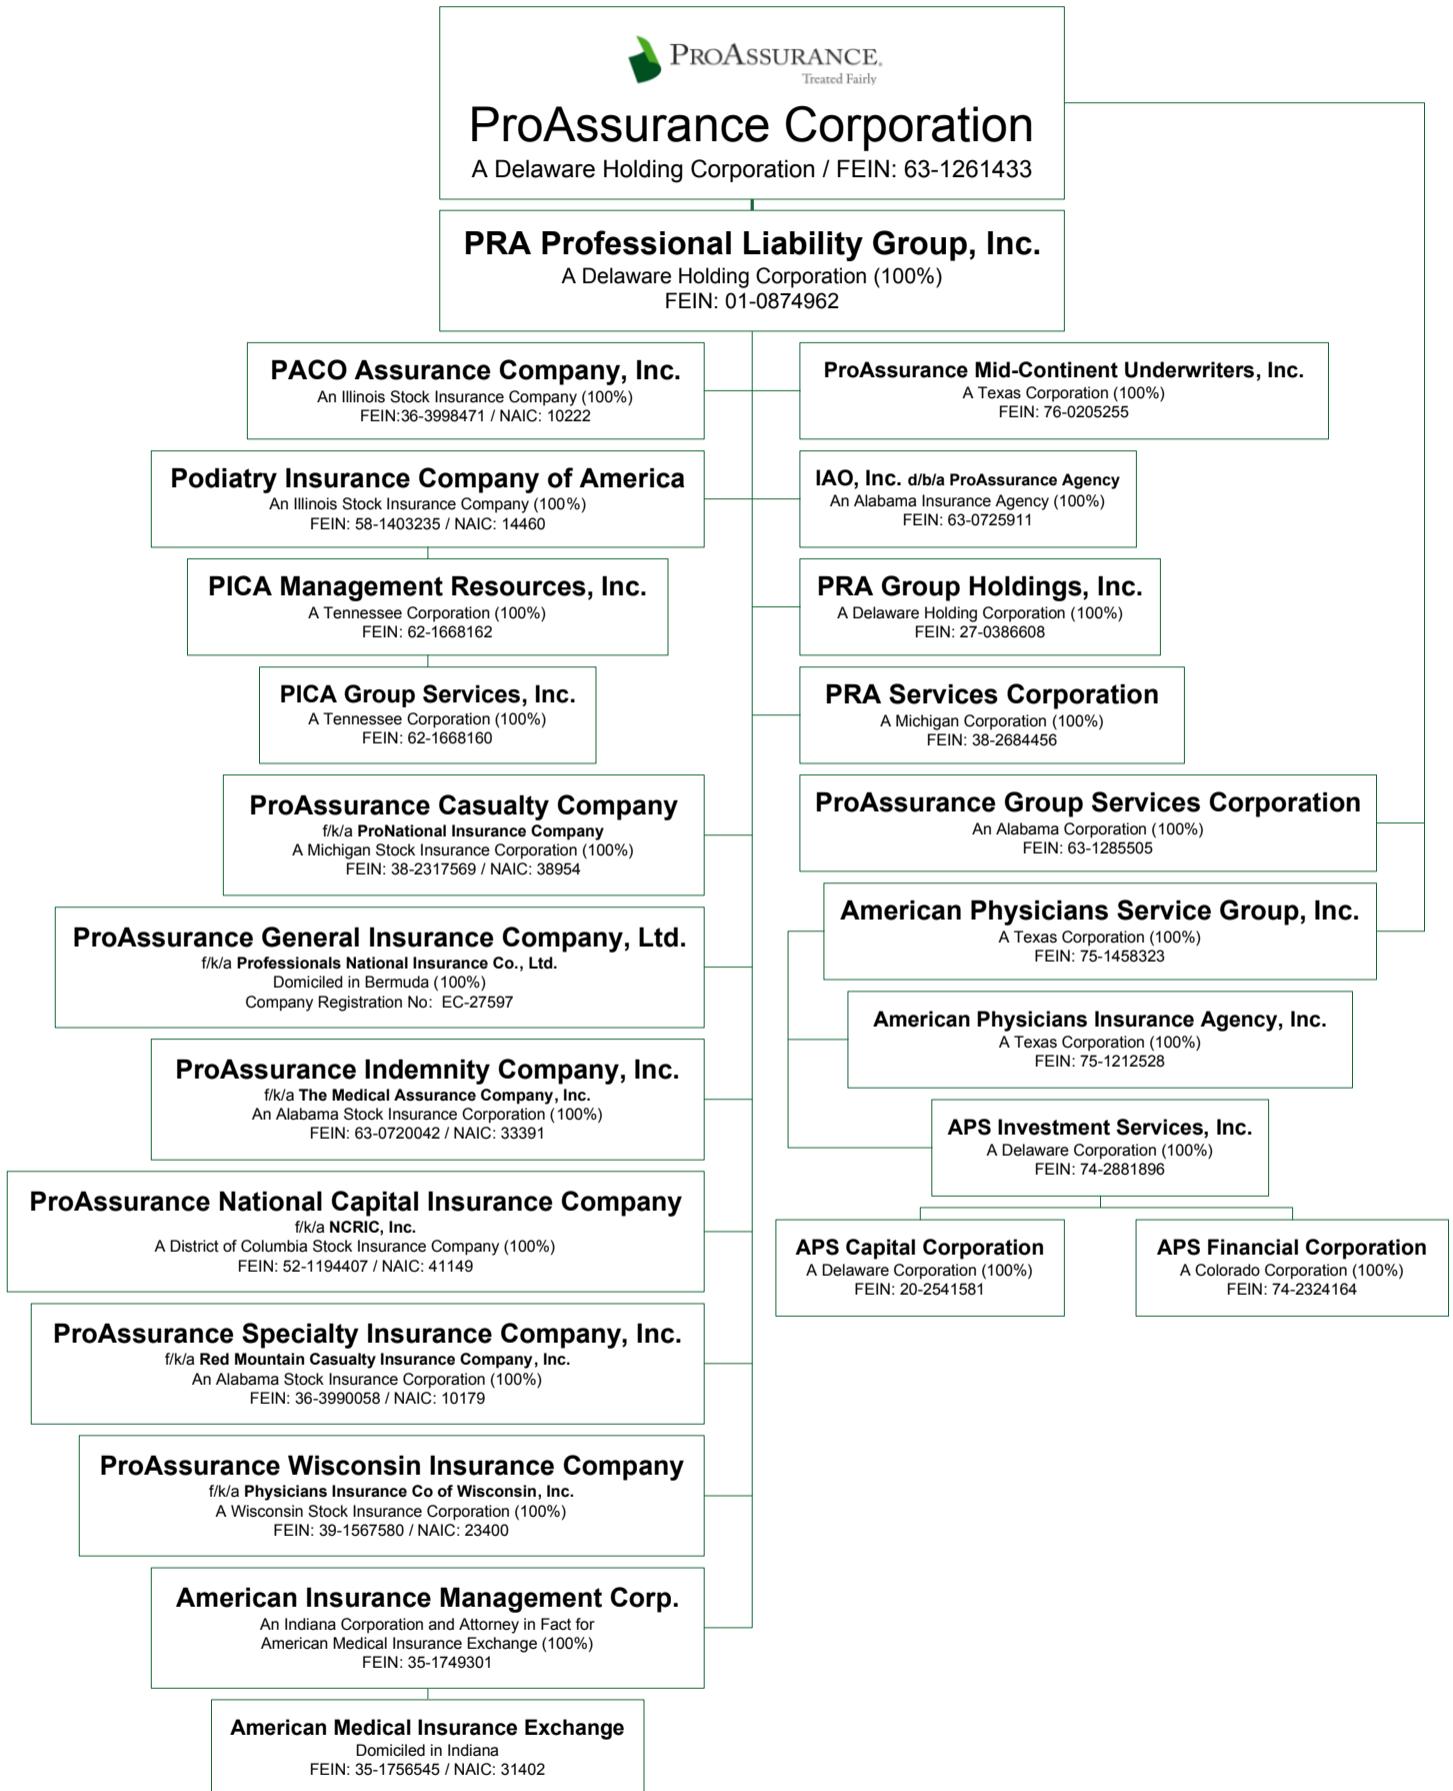 PROASSURANCE.
Treated Fairly
ProAssurance Corporation
A Delaware Holding Corporation / FEIN: 63-1261433
PRA Professional Liability Group, Inc.
A Delaware Holding Corporation (100%)
FEIN: 01-0874962
PACO Assurance Company, Inc.
An Illinois Stock Insurance Company (100%)
FEIN:36-3998471 / NAIC: 10222
Podiatry Insurance Company of America
An Illinois Stock Insurance Company (100%)
FEIN: 58-1403235 / NAIC: 14460
PICA Management Resources, Inc.
A Tennessee Corporation (100%)
FEIN: 62-1668162
PICA Group Services, Inc.
A Tennessee Corporation (100%)
FEIN: 62-1668160
ProAssurance Casualty Company
f/k/a ProNational Insurance Company
A Michigan Stock Insurance Corporation (100%)
FEIN: 38-2317569 / NAIC: 38954
ProAssurance General Insurance Company, Ltd.
f/k/a Professionals National Insurance Co., Ltd.
Domiciled in Bermuda (100%)
Company Registration No: EC-27597
ProAssurance Indemnity Company, Inc.
f/k/a The Medical Assurance Company, Inc.
An Alabama Stock Insurance Corporation (100%)
FEIN: 63-0720042 / NAIC: 33391
ProAssurance National Capital Insurance Company
f/k/a NCRIC, Inc.
A District of Columbia Stock Insurance Company (100%)
FEIN: 52-1194407 / NAIC: 41149
ProAssurance Specialty Insurance Company, Inc.
f/k/a Red Mountain Casualty Insurance Company, Inc.
An Alabama Stock Insurance Corporation (100%)
FEIN: 36-3990058 / NAIC: 10179
ProAssurance Wisconsin Insurance Company
f/k/a Physicians Insurance Co of Wisconsin, Inc.
A Wisconsin Stock Insurance Corporation (100%)
FEIN: 39-1567580 / NAIC: 23400
American Insurance Management Corp.
An Indiana Corporation and Attorney in Fact for
American Medical Insurance Exchange (100%)
FEIN: 35-1749301
American Medical Insurance Exchange
Domiciled in Indiana
FEIN: 35-1756545 / NAIC: 31402
ProAssurance Mid-Continent Underwriters, Inc.
A Texas Corporation (100%)
FEIN: 76-0205255
IAO, Inc. d/b/a ProAssurance Agency
An Alabama Insurance Agency (100%)
FEIN: 63-0725911
PRA Group Holdings, Inc.
A Delaware Holding Corporation (100%)
FEIN: 27-0386608
PRA Services Corporation
A Michigan Corporation (100%)
FEIN: 38-2684456
ProAssurance Group Services Corporation
An Alabama Corporation (100%)
FEIN: 63-1285505
American Physicians Service Group, Inc.
A Texas Corporation (100%)
FEIN: 75-1458323
American Physicians Insurance Agency, Inc.
A Texas Corporation (100%)
FEIN: 75-1212528
APS Investment Services, Inc.
A Delaware Corporation (100%)
FEIN: 74-2881896
APS Capital Corporation
A Delaware Corporation (100%)
FEIN: 20-2541581
APS Financial Corporation
A Colorado Corporation (100%)
FEIN: 74-2324164